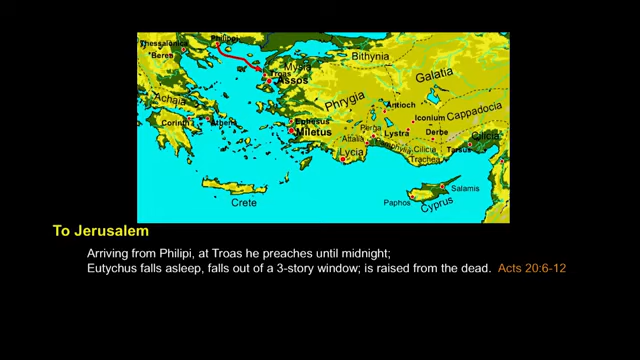 Philippi
Thessalonica
Berea
Bithynia
Mysia
Troas
Assos
Galatia
Phrygia
Achaia
Antioch
Cappadocia
Corinth
Athens
Ephesus
Iconium
Miletus
Perga
Lystra
Derbe
Cilicia
Attalia
Pamphylia
Cilicia
Tarsus
Lycia
Trachea
Salamis
Crete
Paphos
Cyprus
To Jerusalem
Arriving from Philipi, at Troas he preaches until midnight;
Eutychus falls asleep, falls out of a 3-story window; is raised from the dead. Acts 20:6-12